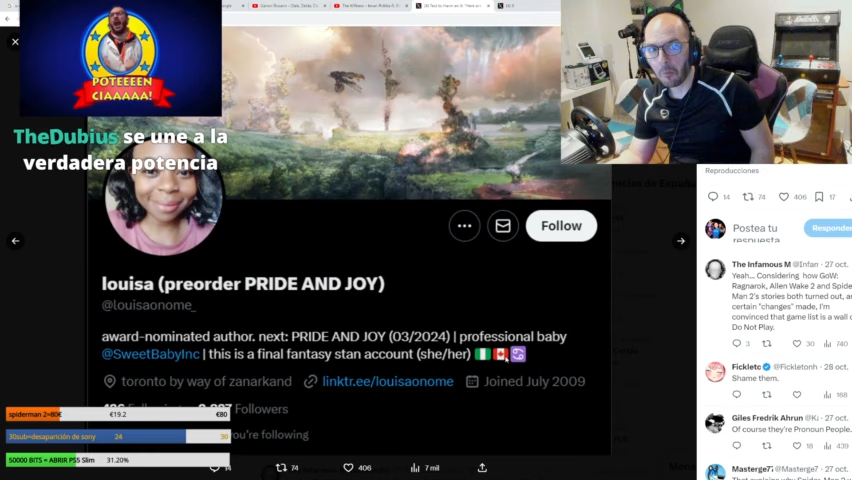 POTEEEEN
CIAAAAA!
TheDubius se une a la
verdadera potencia
Follow
louisa (preorder PRIDE AND JOY)
@louisaonome_
award-nominated author. next: PRIDE AND JOY (03/2024) | professional baby
@SweetBabyInc | this is a final fantasy stan account (she/her)
toronto by way of zanarkand linktr.ee/louisaonome Joined July 2009
Followers
you're following
spiderman 2=80€ €19.2 €80
30sub=desaparición de sony 24 30
50000 BITS = ABRIR PS5 Slim 31.20%
74 406 7 mil
Reproducciones
14 74 406 17
Postea tu
respuesta
Responder
The Infamous M @Infan · 27 oct.
Yeah... Considering how GoW:
Ragnarok, Allen Wake 2 and Spider
Man 2's stories both turned out, an
certain "changes" made, I'm
convinced that game list is a wall o
Do Not Play.
3 30 740
Fickletc @Fickletonh · 28 oct.
Shame them.
168
Giles Fredrik Ahrun @K · 27 oct.
Of course they're Pronoun People.
18 439
Masterge77 @Masterge7 · 27 oct.